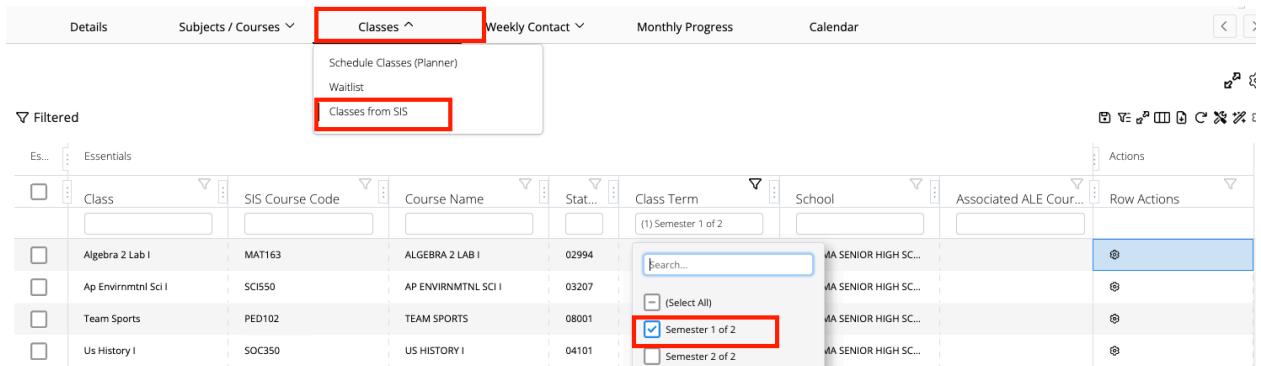 Details Subjects / Courses Classes Weekly Contact Monthly Progress Calendar
Schedule Classes (Planner)
Waitlist
Classes from SIS
Filtered
Es... Essentials Actions
Class SIS Course Code Course Name Stat... Class Term School Associated ALE Cour... Row Actions
(1) Semester 1 of 2
Algebra 2 Lab I MAT163 ALGEBRA 2 LAB I 02994 MA SENIOR HIGH SC...
Search...
Ap Envirnmtnl Sci I SCI550 AP ENVIRNMTNL SCI I 03207 MA SENIOR HIGH SC...
(Select All)
Team Sports PED102 TEAM SPORTS 08001 MA SENIOR HIGH SC...
Semester 1 of 2
Us History I SOC350 US HISTORY I 04101 MA SENIOR HIGH SC...
Semester 2 of 2